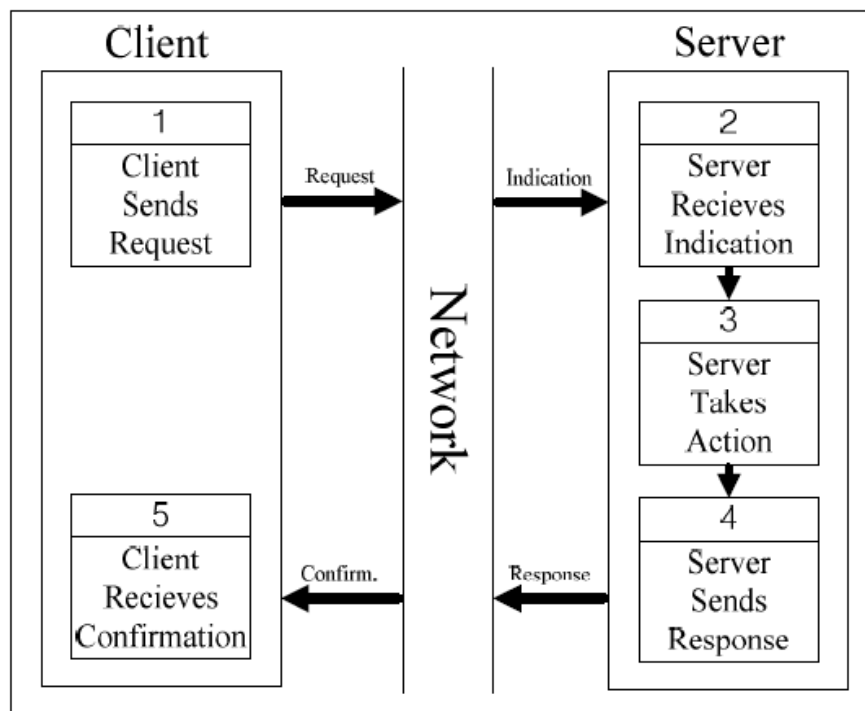 Client
Server
1
Client
Sends
Request
Request
Indication
2
Server
Recieves
Indication
Network
3
Server
Takes
Action
4
Server
Sends
Response
Response
Confirm.
5
Client
Recieves
Confirmation